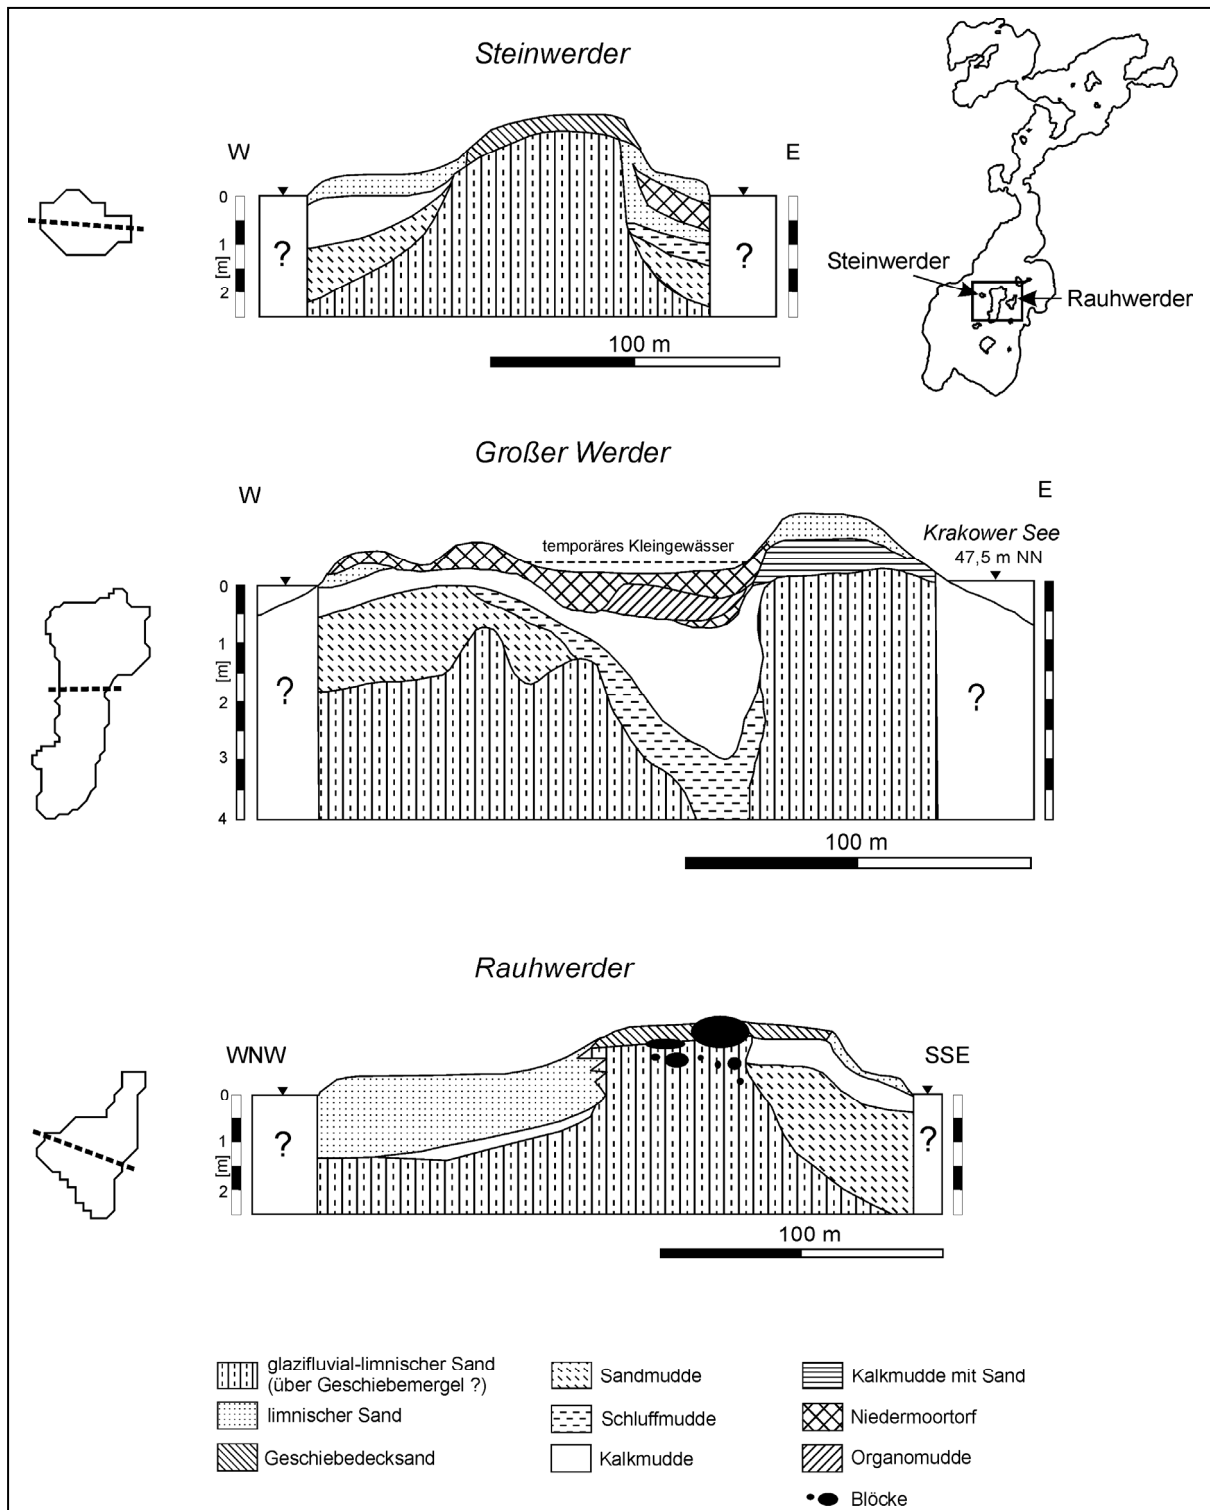 Steinwerder
W
E
0
1
[m]
2
?
?
100 m
Steinwerder
Rauhwerder
Großer Werder
W
E
Krakower See
47,5 m NN
temporäres Kleingewässer
0
1
[m]
2
3
4
?
?
100 m
Rauhwerder
WNW
SSE
0
1
[m]
2
?
?
100 m
glazifluvial-limnischer Sand
(über Geschiebemergel ?)
limnischer Sand
Geschiebedecksand
Sandmudde
Schluffmudde
Kalkmudde
Kalkmudde mit Sand
Niedermoortorf
Organomudde
Blöcke